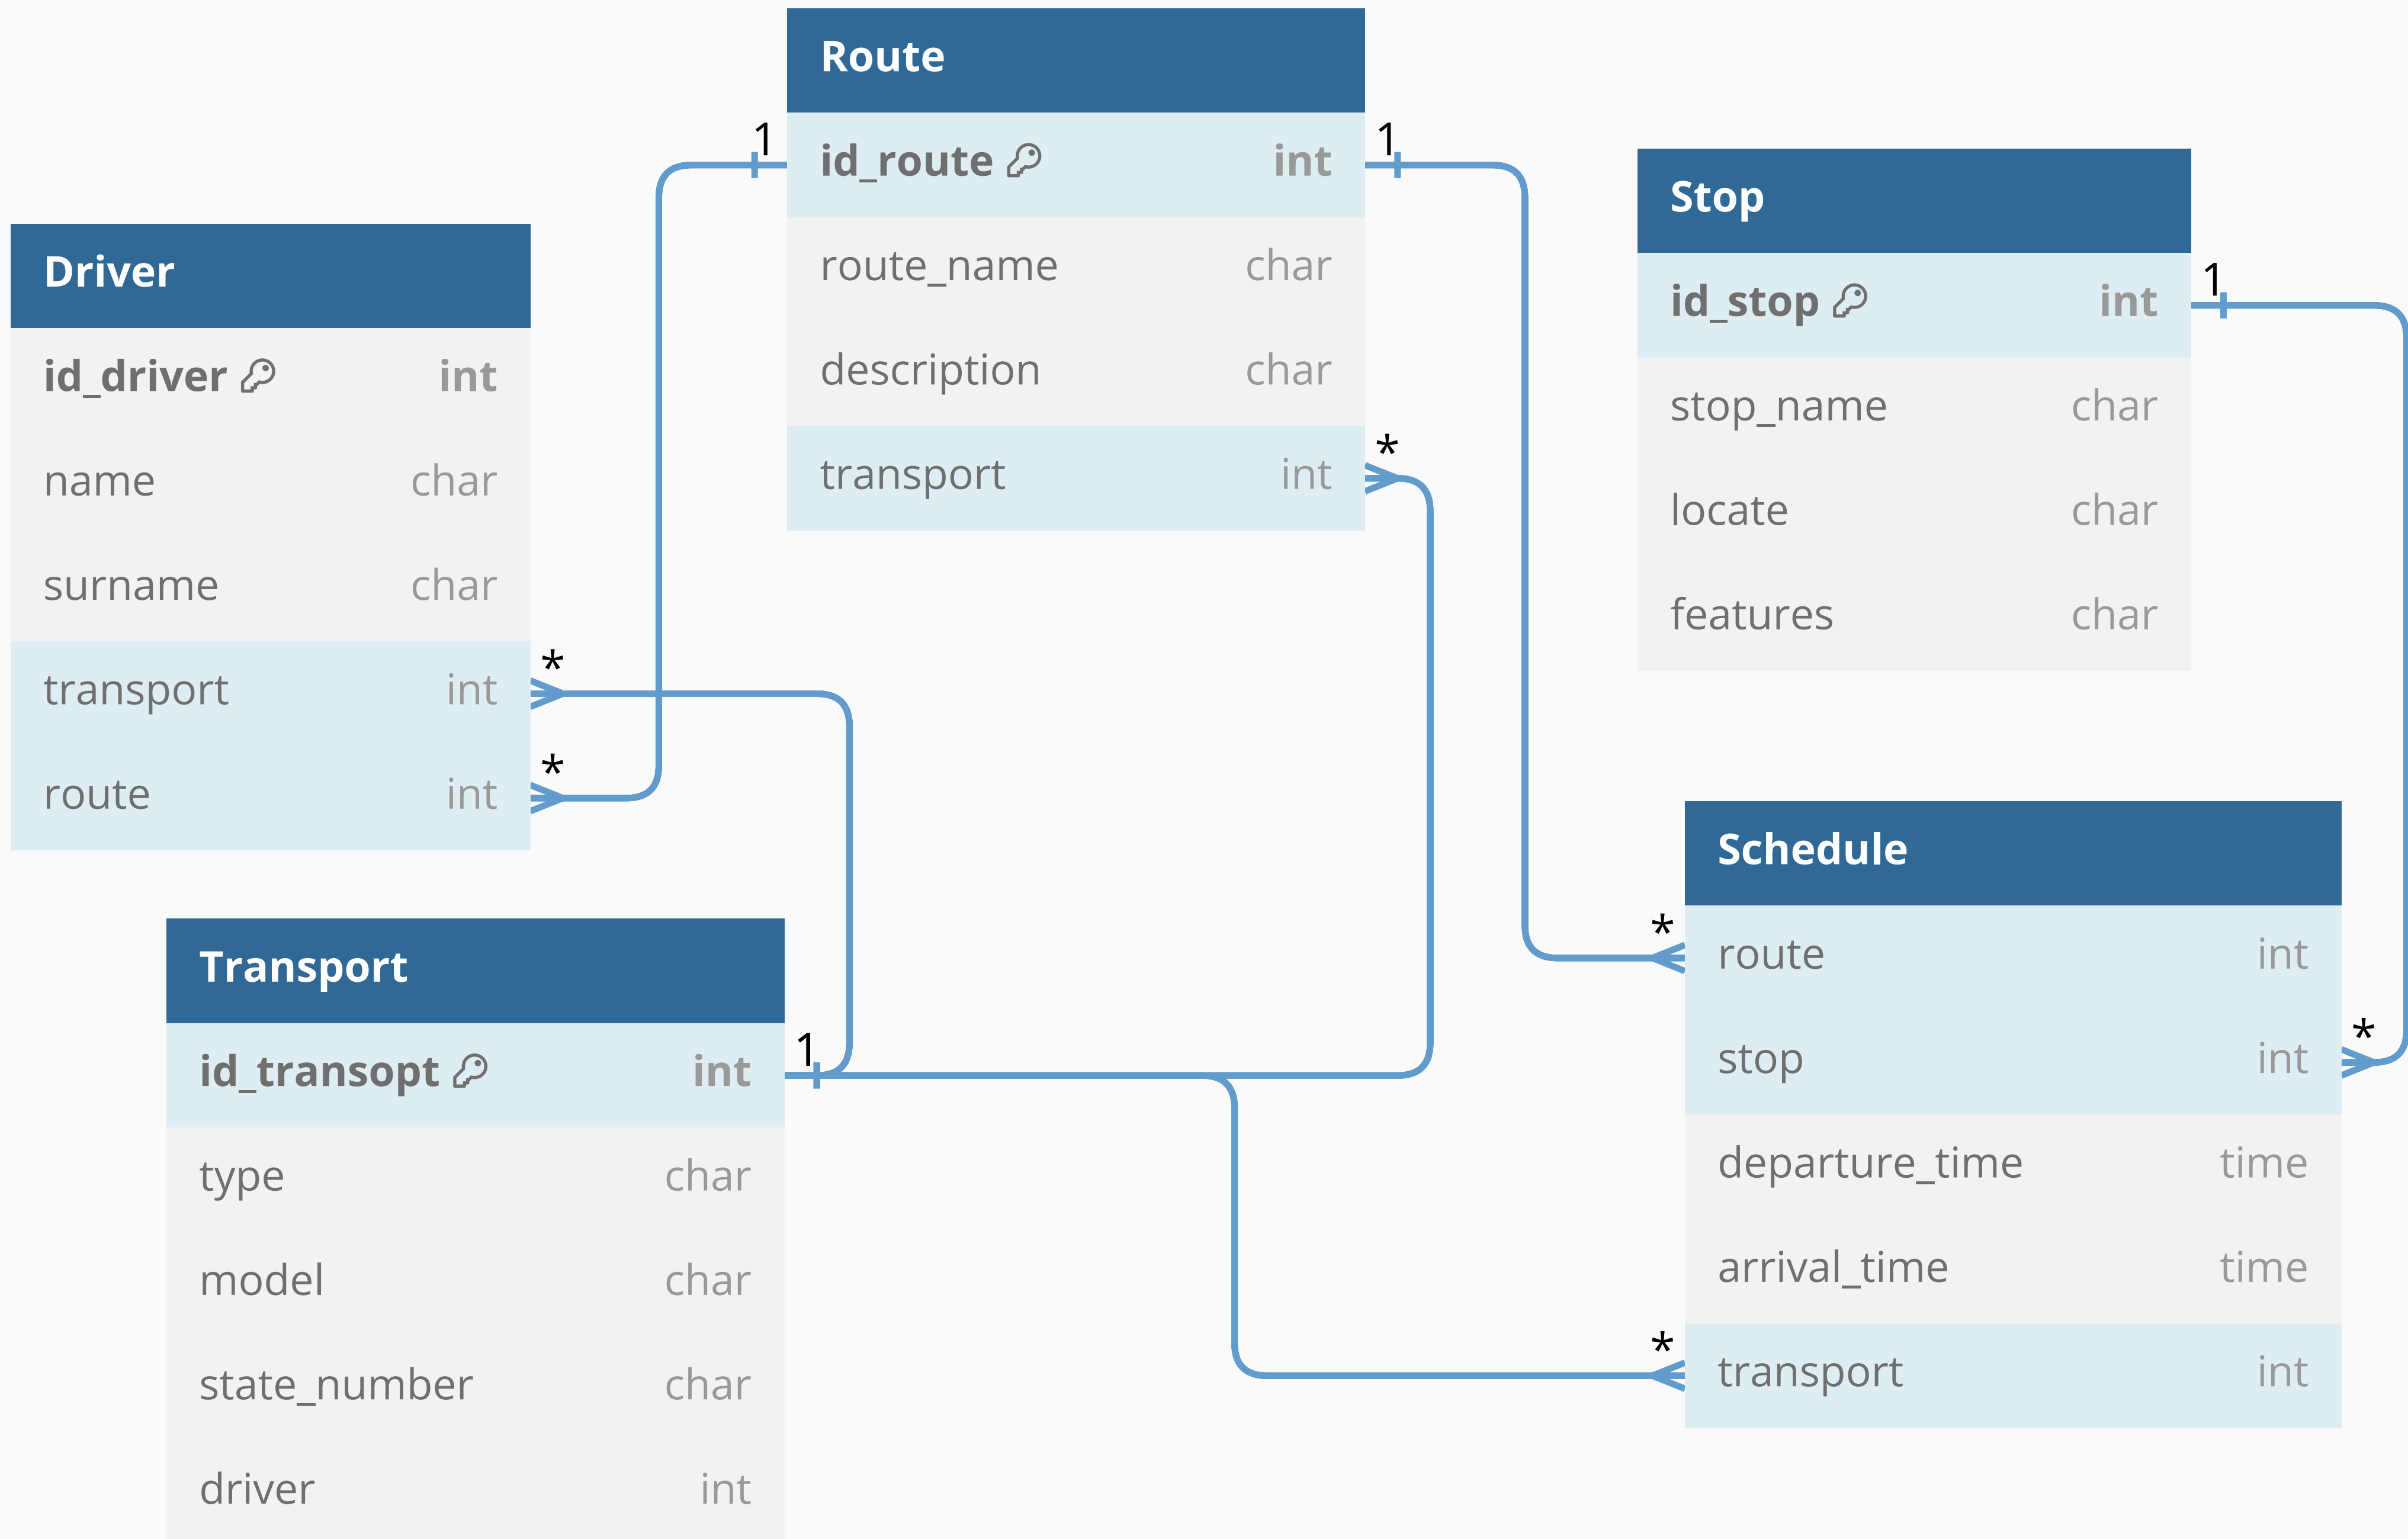 Route
1
id_route int
1
route_name char
description char
*
transport int
Driver
id_driver int
name char
surname char
*
transport int
*
route int
Stop
1
id_stop int
stop_name char
locate char
features char
Transport
1
id_transopt int
type char
model char
state_number char
driver int
Schedule
*
route int
*
stop int
departure_time time
arrival_time time
*
transport int